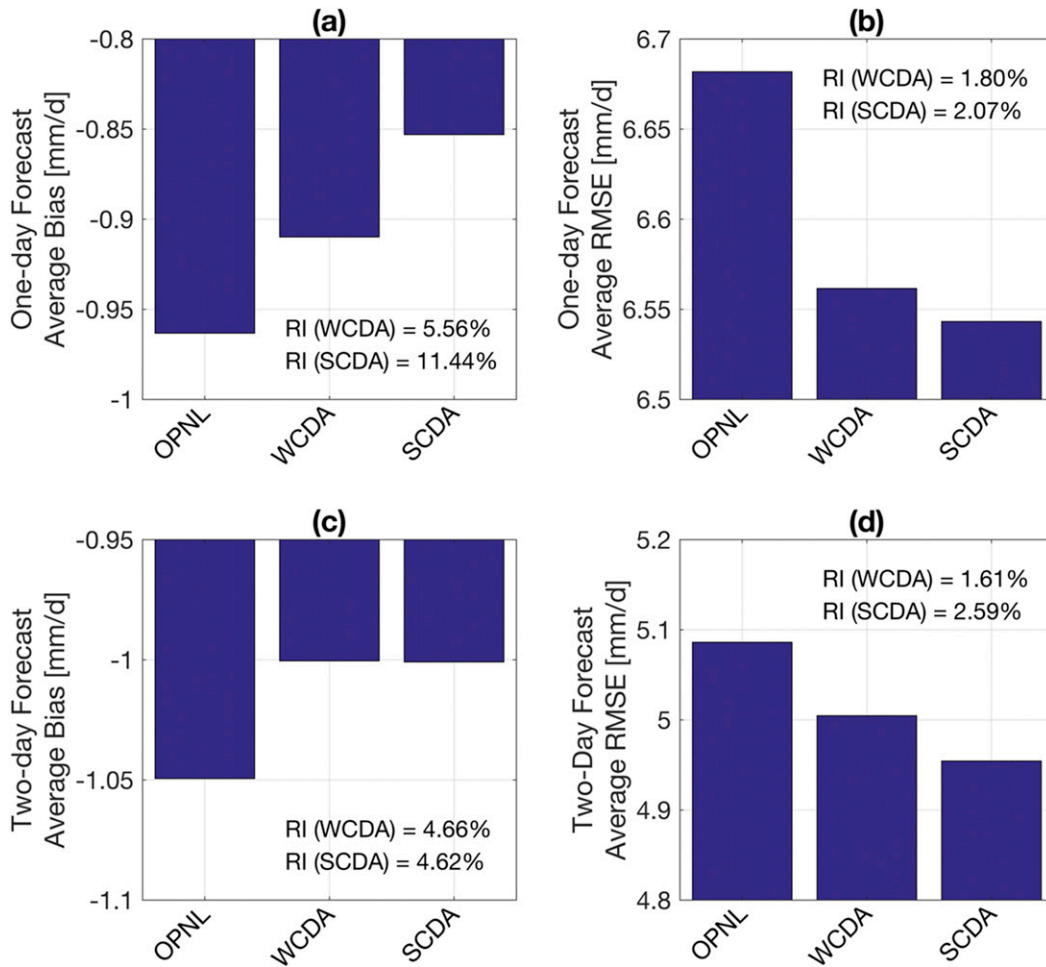 (a)
-0.8
-0.85
-0.9
-0.95
-1
One-day Forecast
Average Bias [mm/d]
RI (WCDA) = 5.56%
RI (SCDA) = 11.44%
OPNL
WCDA
SCDA
(b)
6.7
6.65
6.6
6.55
6.5
One-day Forecast
Average RMSE [mm/d]
RI (WCDA) = 1.80%
RI (SCDA) = 2.07%
OPNL
WCDA
SCDA
(c)
-0.95
-1
-1.05
-1.1
Two-day Forecast
Average Bias [mm/d]
RI (WCDA) = 4.66%
RI (SCDA) = 4.62%
OPNL
WCDA
SCDA
(d)
5.2
5.1
5
4.9
4.8
Two-Day Forecast
Average RMSE [mm/d]
RI (WCDA) = 1.61%
RI (SCDA) = 2.59%
OPNL
WCDA
SCDA